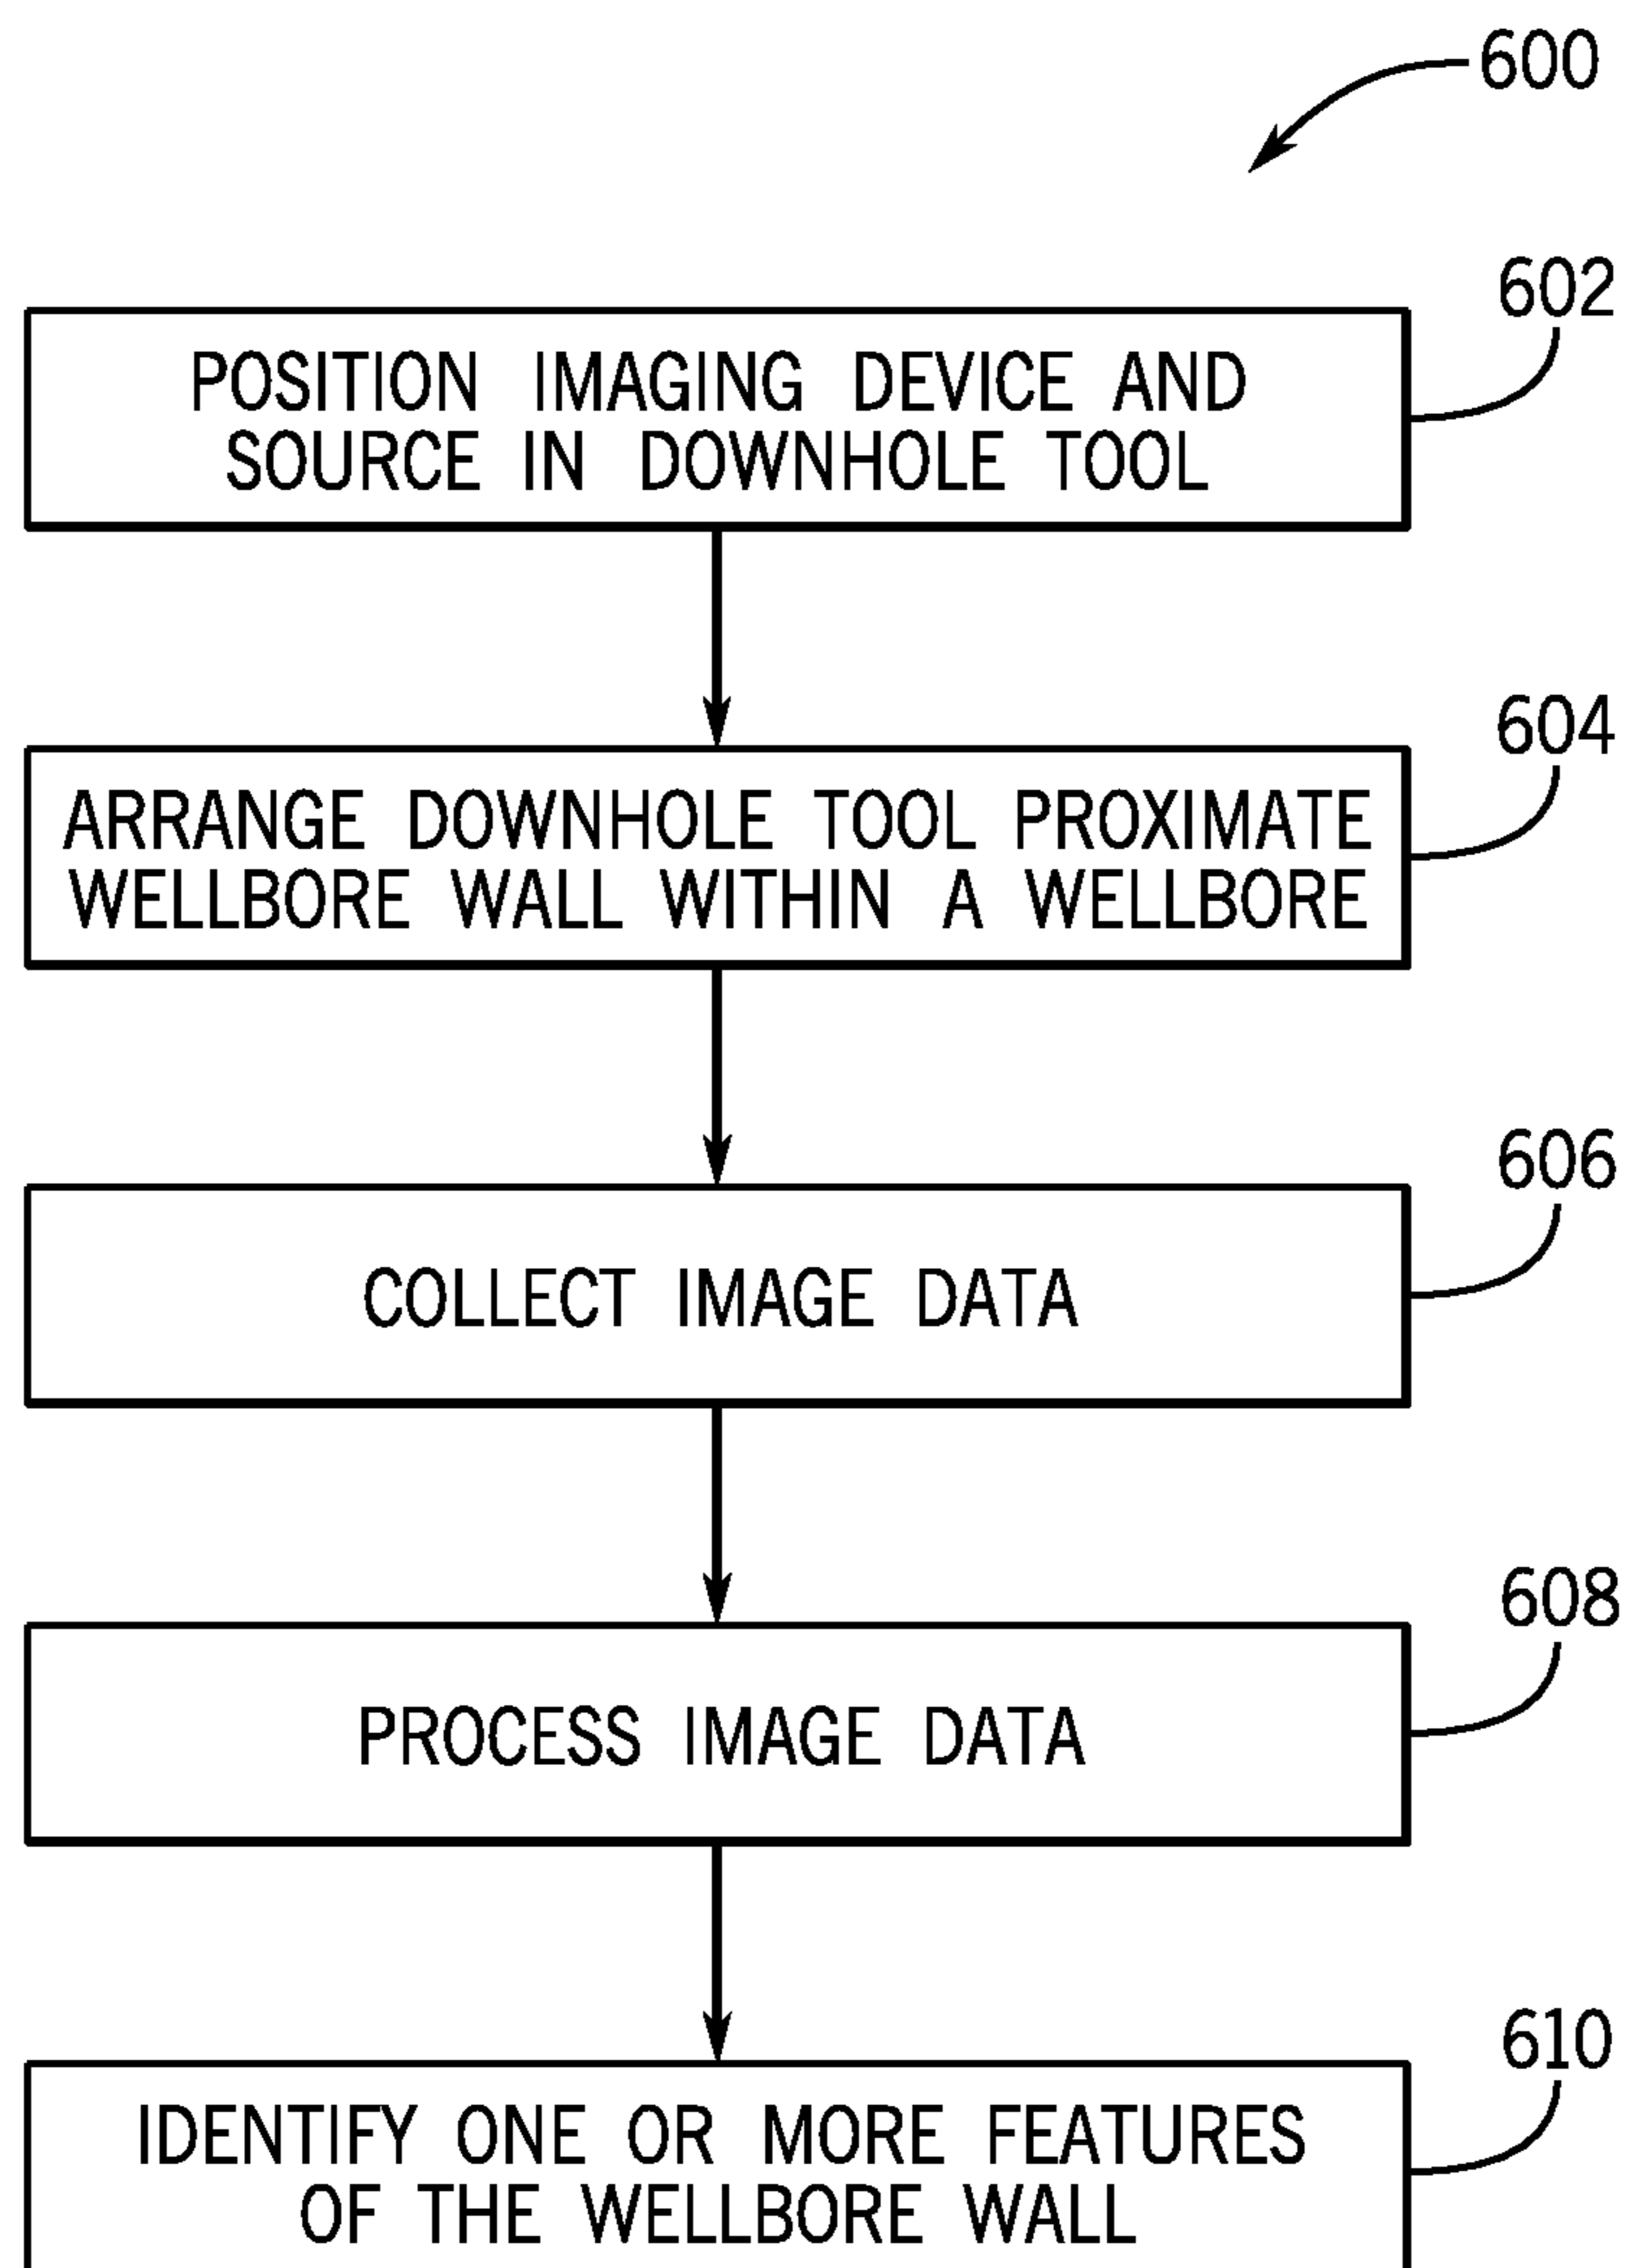 600
602
POSITION IMAGING DEVICE AND
SOURCE IN DOWNHOLE TOOL
604
ARRANGE DOWNHOLE TOOL PROXIMATE
WELLBORE WALL WITHIN A WELLBORE
606
COLLECT IMAGE DATA
608
PROCESS IMAGE DATA
610
IDENTIFY ONE OR MORE FEATURES
OF THE WELLBORE WALL